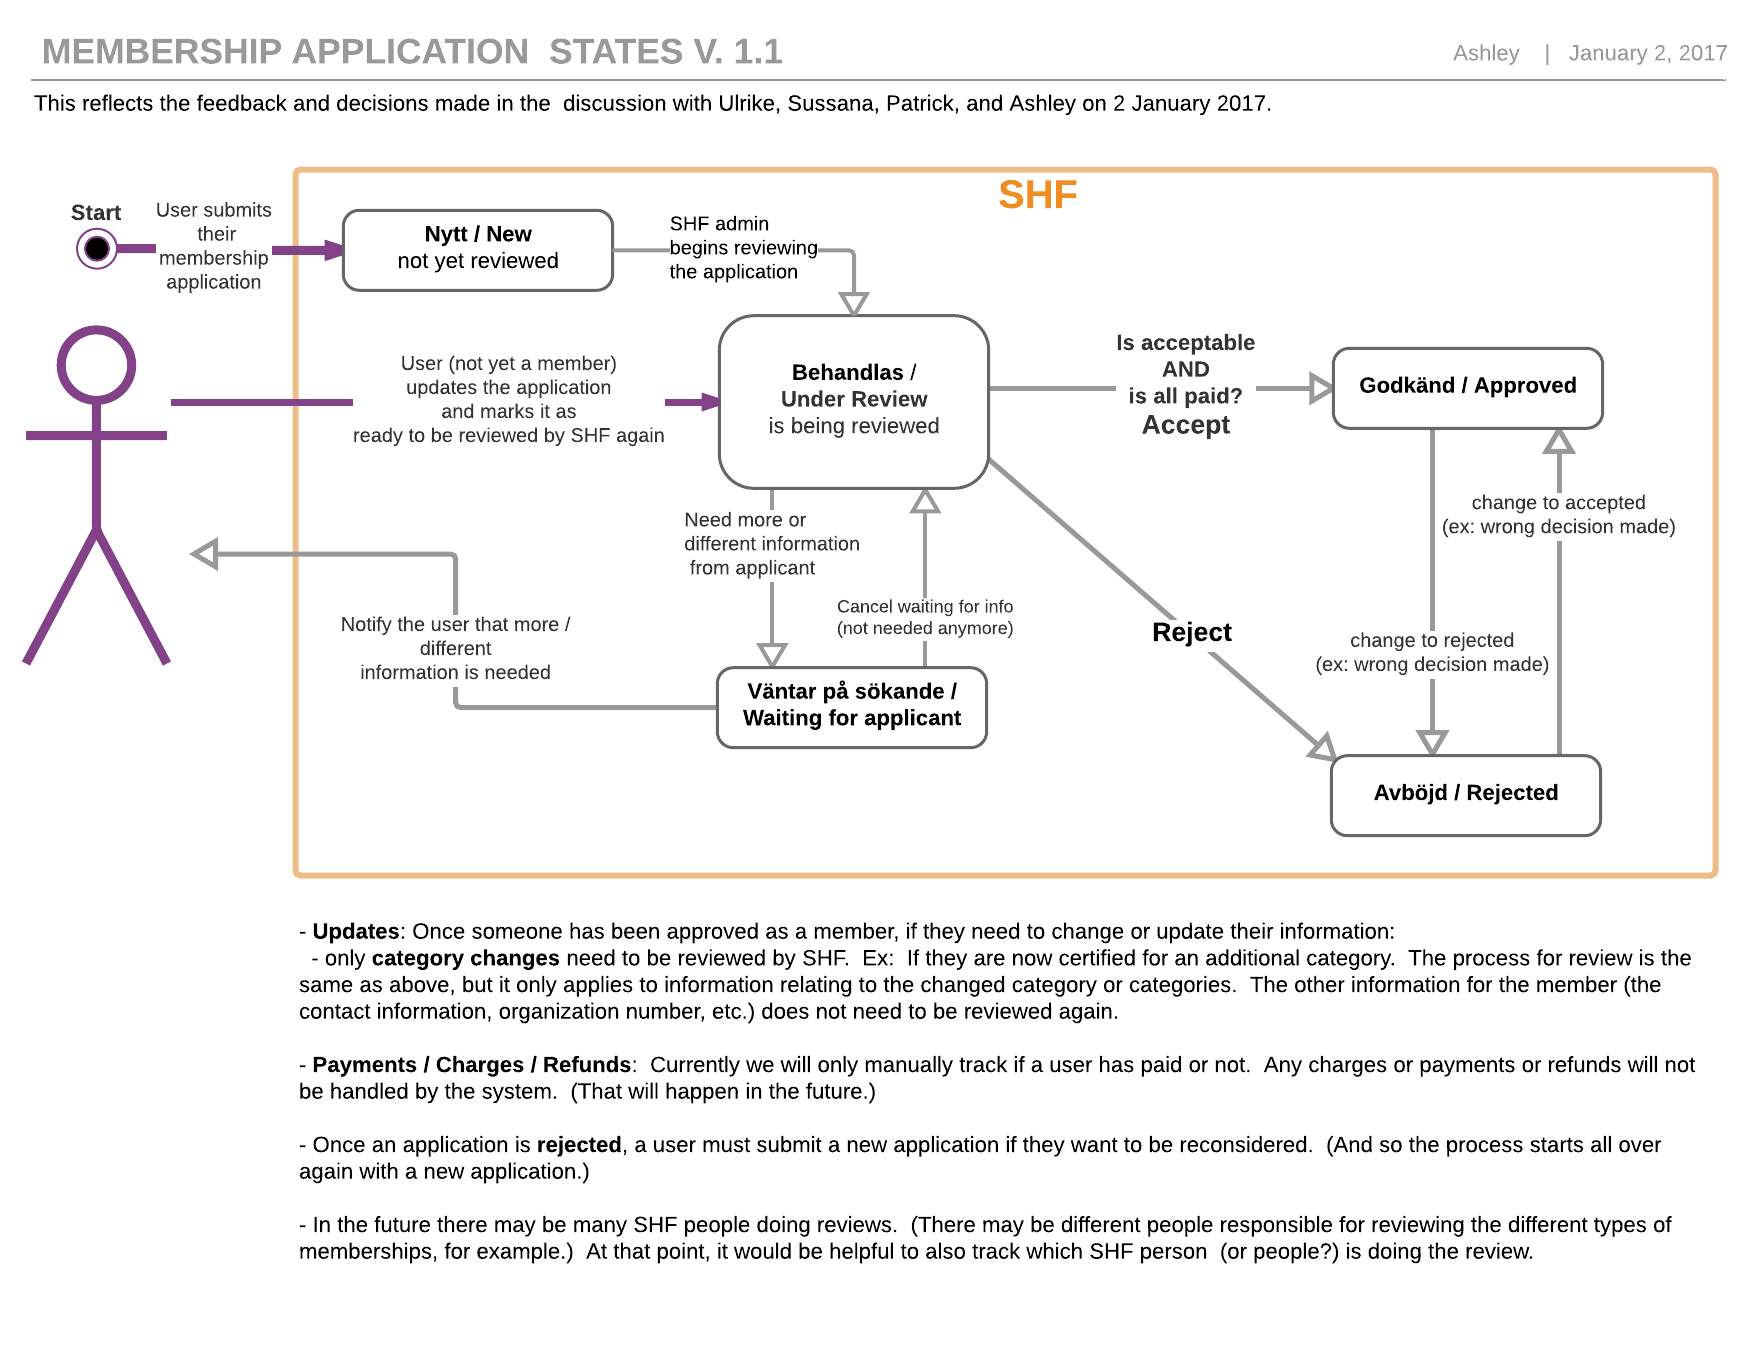 MEMBERSHIP APPLICATION  STATES V. 1.1
Ashley | January 2, 2017
This reflects the feedback and decisions made in the  discussion with Ulrike, Sussana, Patrick, and Ashley on 2 January 2017.
SHF
Start
User submits
their
membership
application
Nytt / New
not yet reviewed
SHF admin
begins reviewing
the application
User (not yet a member)
updates the application
and marks it as
ready to be reviewed by SHF again
Behandlas /
Under Review
is being reviewed
Is acceptable
AND
is all paid?
Accept
Godkänd / Approved
Need more or
different information
from applicant
Cancel waiting for info
(not needed anymore)
change to accepted
(ex: wrong decision made)
Notify the user that more /
different
information is needed
Reject
change to rejected
(ex: wrong decision made)
Väntar på sökande /
Waiting for applicant
Avböjd / Rejected
- Updates: Once someone has been approved as a member, if they need to change or update their information:
- only category changes need to be reviewed by SHF.  Ex:  If they are now certified for an additional category.  The process for review is the
same as above, but it only applies to information relating to the changed category or categories.  The other information for the member (the
contact information, organization number, etc.) does not need to be reviewed again.
- Payments / Charges / Refunds:  Currently we will only manually track if a user has paid or not.  Any charges or payments or refunds will not
be handled by the system.  (That will happen in the future.)
- Once an application is rejected, a user must submit a new application if they want to be reconsidered.  (And so the process starts all over
again with a new application.)
- In the future there may be many SHF people doing reviews.  (There may be different people responsible for reviewing the different types of
memberships, for example.)  At that point, it would be helpful to also track which SHF person  (or people?) is doing the review.